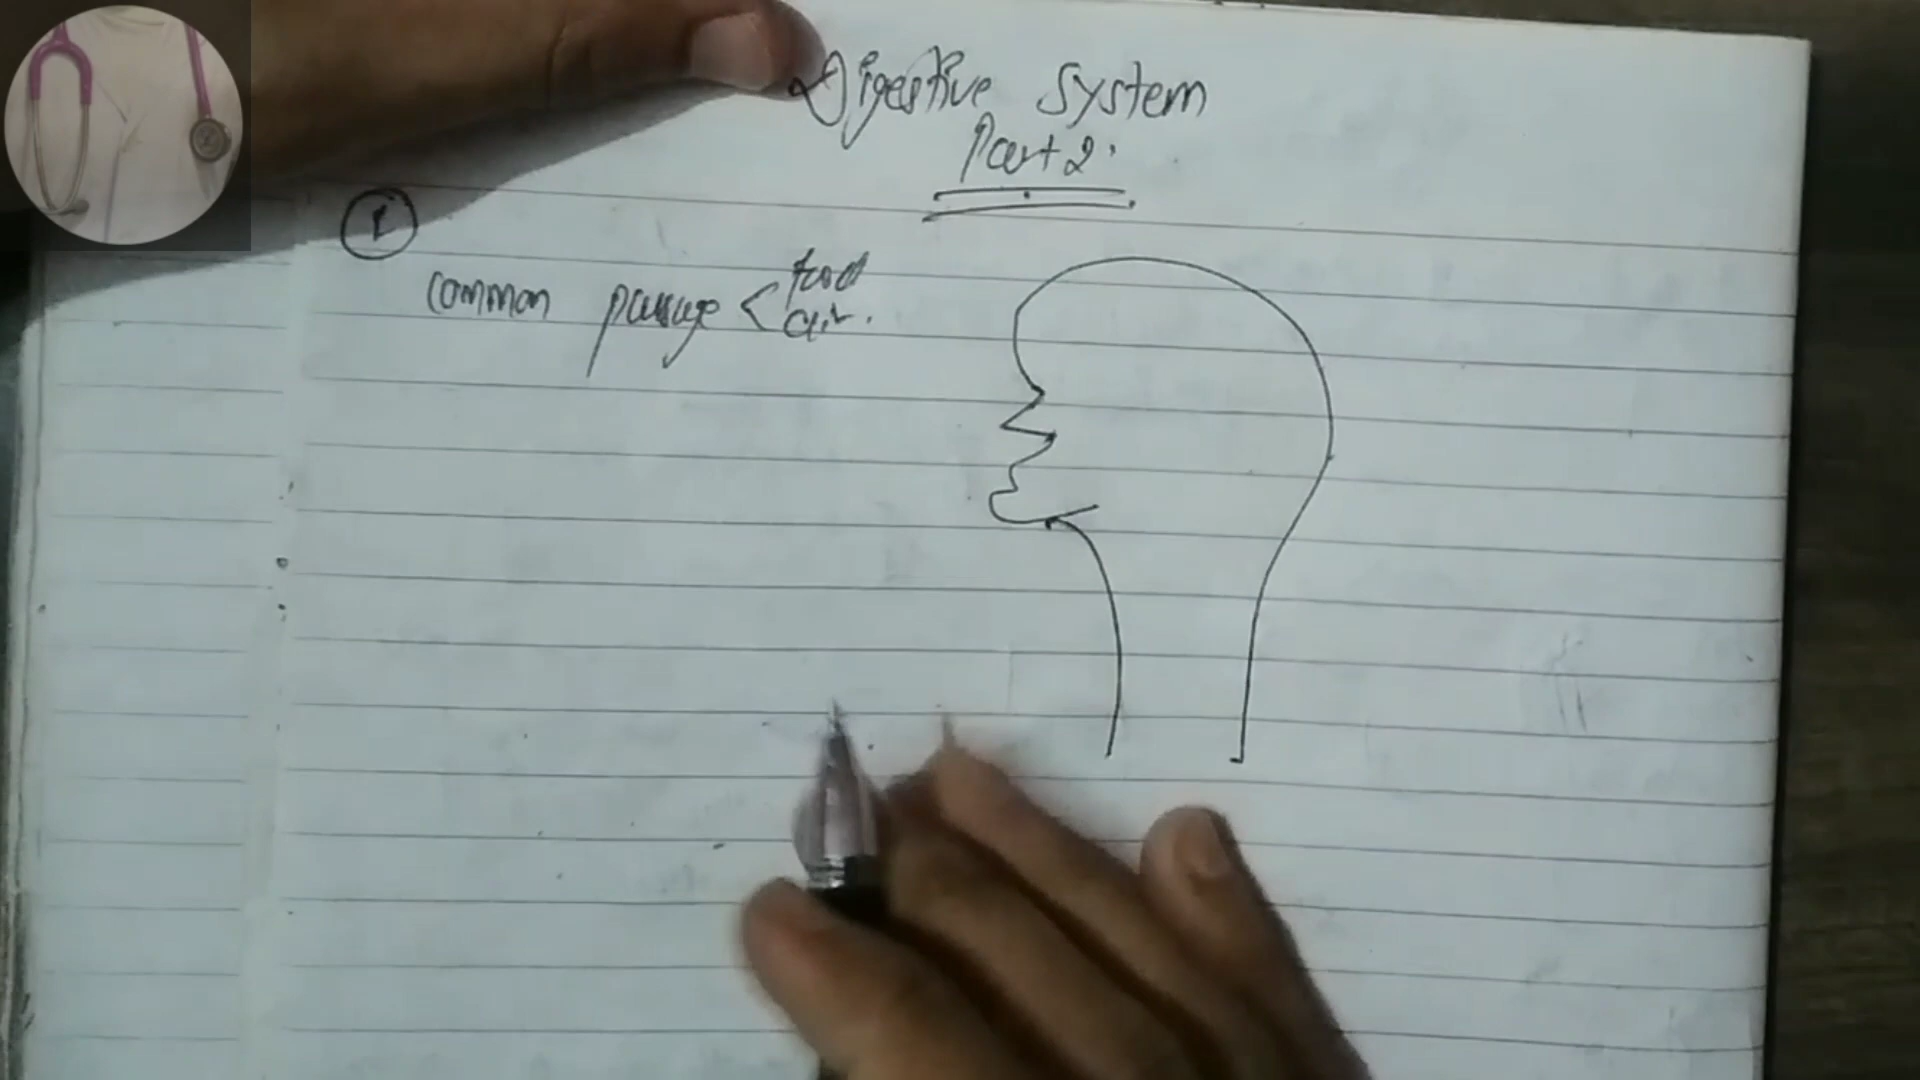 Digestive System
Part 2.
1
common passage < food
air.